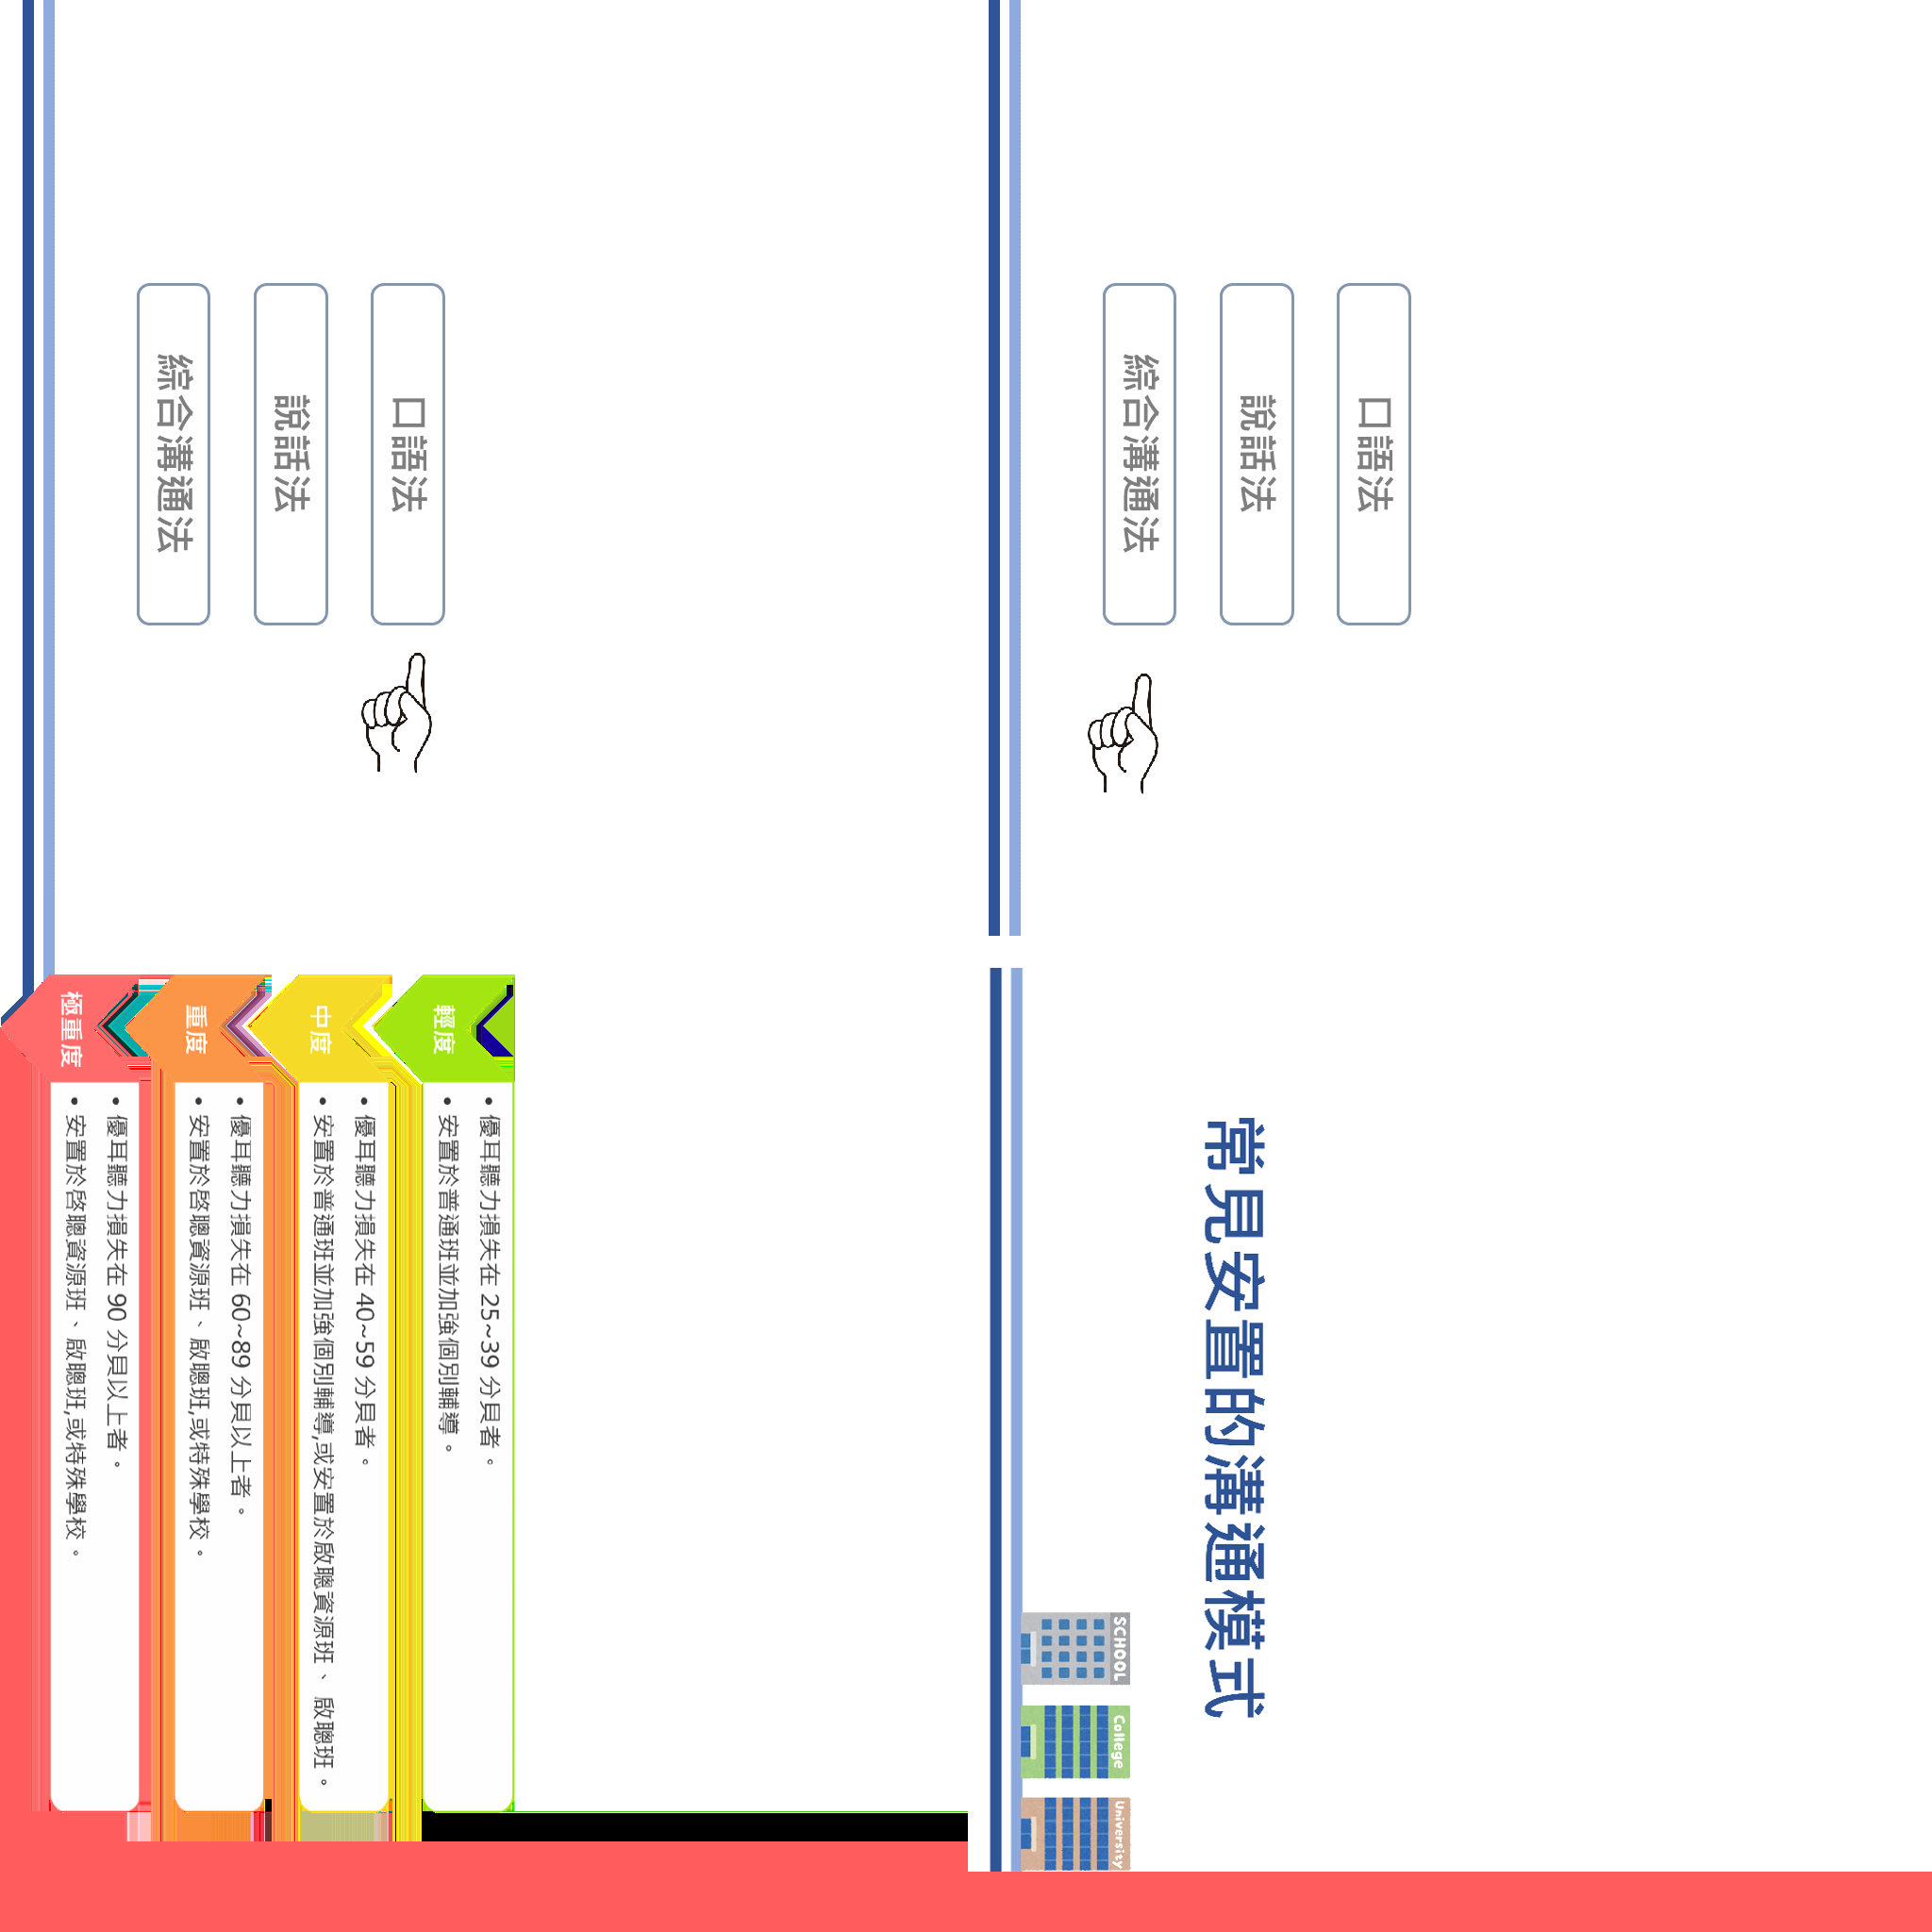 口語法
說話法
綜合溝通法
口語法
說話法
綜合溝通法
輕度
• 優耳聽力損失在 25~39 分貝者。
• 安置於普通班並加強個別輔導。
中度
• 優耳聽力損失在 40~59 分貝者。
• 安置於普通班並加強個別輔導,或安置於啟聰資源班、啟聰班。
重度
• 優耳聽力損失在 60~89 分貝以上者。
• 安置於啓聰資源班、啟聰班,或特殊學校。
極重度
• 優耳聽力損失在 90 分貝以上者。
• 安置於啓聰資源班、啟聰班,或特殊學校。
常見安置的溝通模式
SCHOOL
College
University